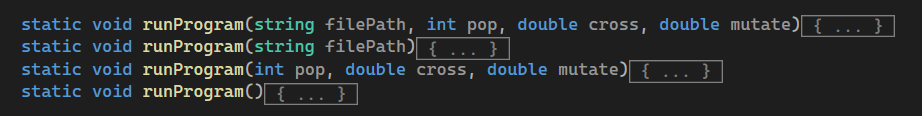 static void runProgram(string filePath, int pop, double cross, double mutate){ ... }
static void runProgram(string filePath){ ... }
static void runProgram(int pop, double cross, double mutate){ ... }
static void runProgram(){ ... }